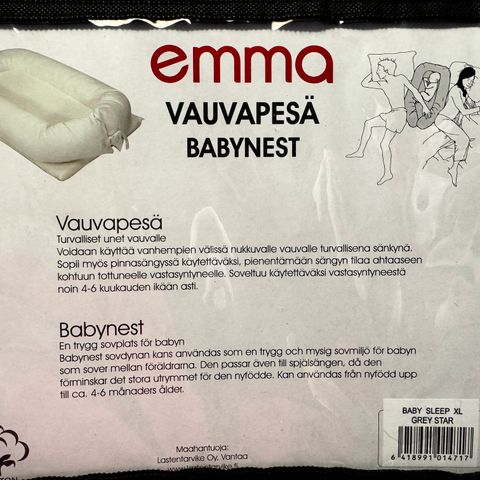 emma
VAUVAPESÄ
BABYNEST
Vauvapesä
Turvalliset unet vauvalle
Voidaan käyttää vanhempien välissä nukkuvalle vauvalle turvallisena sänkynä.
Sopii myös pinnasängyssä käytettäväksi, pienentämään sängyn tilaa ahtaaseen
kohtuun tottuneelle vastasyntyneelle. Soveltuu käytettäväksi vastasyntyneestä
noin 4-6 kuukauden ikään asti.
Babynest
En trygg sovplats för babyn
Babynest sovdynan kans användas som en trygg och mysig sovmiljö för babyn
som sover mellan föräldrarna. Den passar även till spjälsängen, då den
förminskar det stora utrymmet för den nyfödde. Kan användas från nyfödd upp
till ca. 4-6 månaders ålder.
Maahantuoja:
Lastentarvike Oy, Vantaa
www.lastentarvike.fi
BABY SLEEP XL
GREY STAR
6 418991 014717